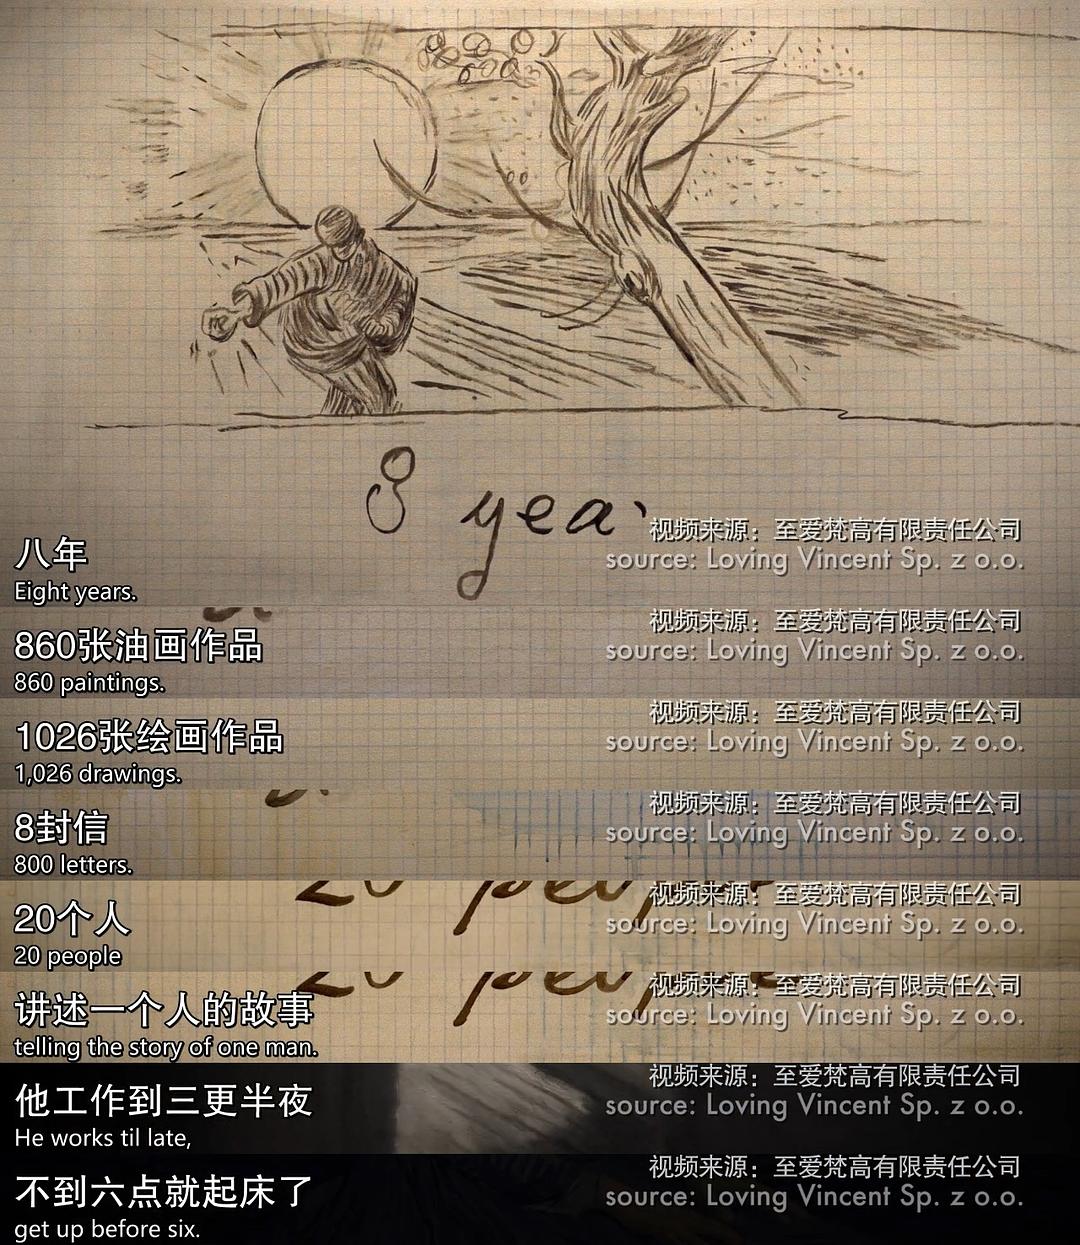 8 yea
视频来源：至爱梵高有限责任公司
source: Loving Vincent Sp. z o.o.
八年
Eight years.
视频来源：至爱梵高有限责任公司
source: Loving Vincent Sp. z o.o.
860张油画作品
860 paintings.
视频来源：至爱梵高有限责任公司
source: Loving Vincent Sp. z o.o.
1026张绘画作品
1,026 drawings.
视频来源：至爱梵高有限责任公司
source: Loving Vincent Sp. z o.o.
8封信
800 letters.
20 people
视频来源：至爱梵高有限责任公司
source: Loving Vincent Sp. z o.o.
20个人
20 people
20 people
视频来源：至爱梵高有限责任公司
source: Loving Vincent Sp. z o.o.
讲述一个人的故事
telling the story of one man.
视频来源：至爱梵高有限责任公司
source: Loving Vincent Sp. z o.o.
他工作到三更半夜
He works til late,
视频来源：至爱梵高有限责任公司
source: Loving Vincent Sp. z o.o.
不到六点就起床了
get up before six.